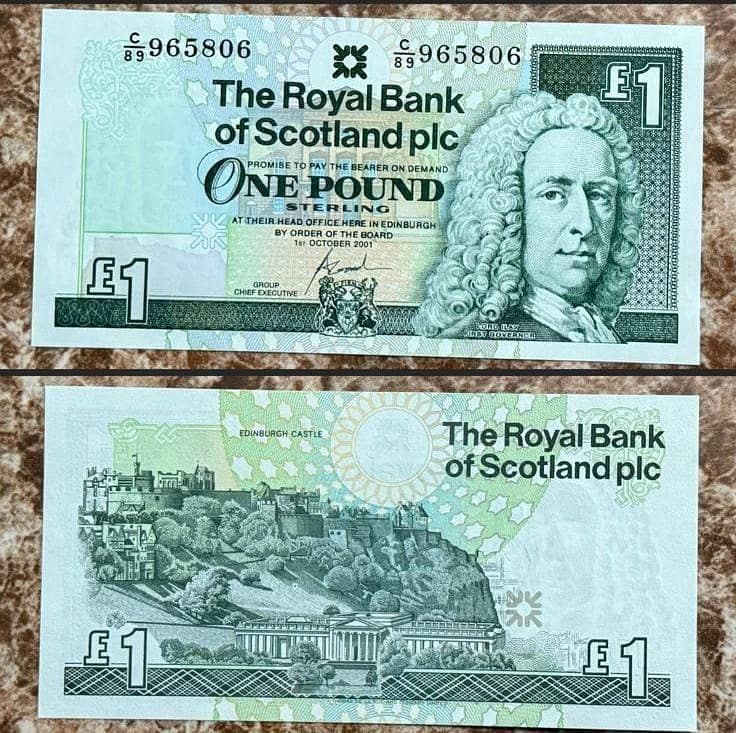 C/89 965806
C/89 965806
£1
The Royal Bank
of Scotland plc
PROMISE TO PAY THE BEARER ON DEMAND
ONE POUND
STERLING
AT THEIR HEAD OFFICE HERE IN EDINBURGH
BY ORDER OF THE BOARD
1ST OCTOBER 2001
GROUP
CHIEF EXECUTIVE
£1
LORD ILAY
FIRST GOVERNOR
EDINBURGH CASTLE
The Royal Bank
of Scotland plc
£1
£1